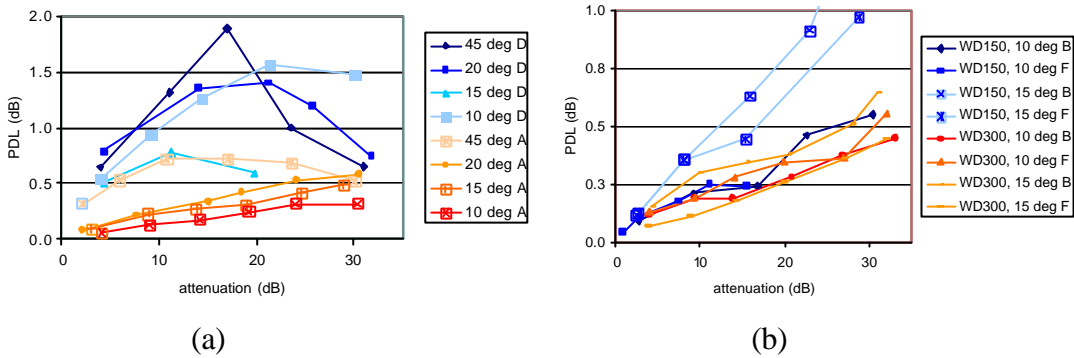 2.0
1.5
1.0
0.5
0.0
PDL (dB)
0 10 20 30
attenuation (dB)
45 deg D
20 deg D
15 deg D
10 deg D
45 deg A
20 deg A
15 deg A
10 deg A
(a)
1.0
0.8
0.5
0.3
0.0
PDL (dB)
0 10 20 30
attenuation (dB)
WD150, 10 deg B
WD150, 10 deg F
WD150, 15 deg B
WD150, 15 deg F
WD300, 10 deg B
WD300, 10 deg F
WD300, 15 deg B
WD300, 15 deg F
(b)